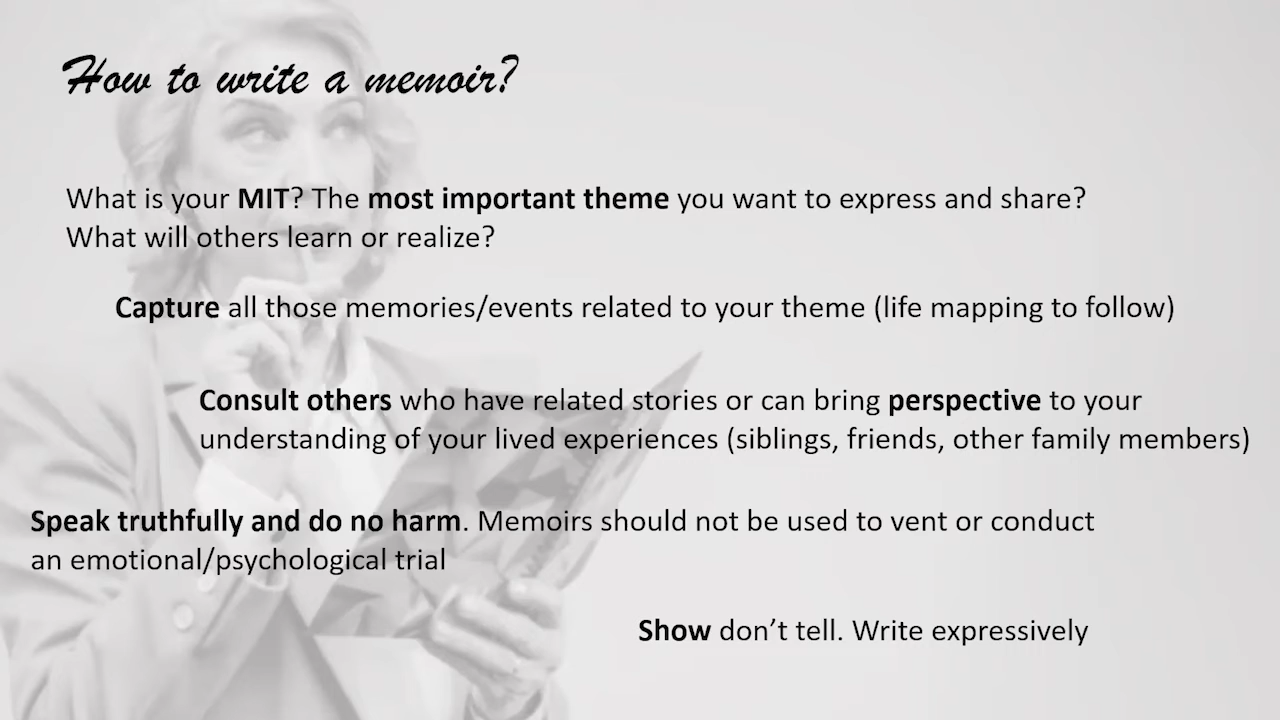 How to write a memoir?
What is your MIT? The most important theme you want to express and share?
What will others learn or realize?
Capture all those memories/events related to your theme (life mapping to follow)
Consult others who have related stories or can bring perspective to your
understanding of your lived experiences (siblings, friends, other family members)
Speak truthfully and do no harm. Memoirs should not be used to vent or conduct
an emotional/psychological trial
Show don’t tell. Write expressively